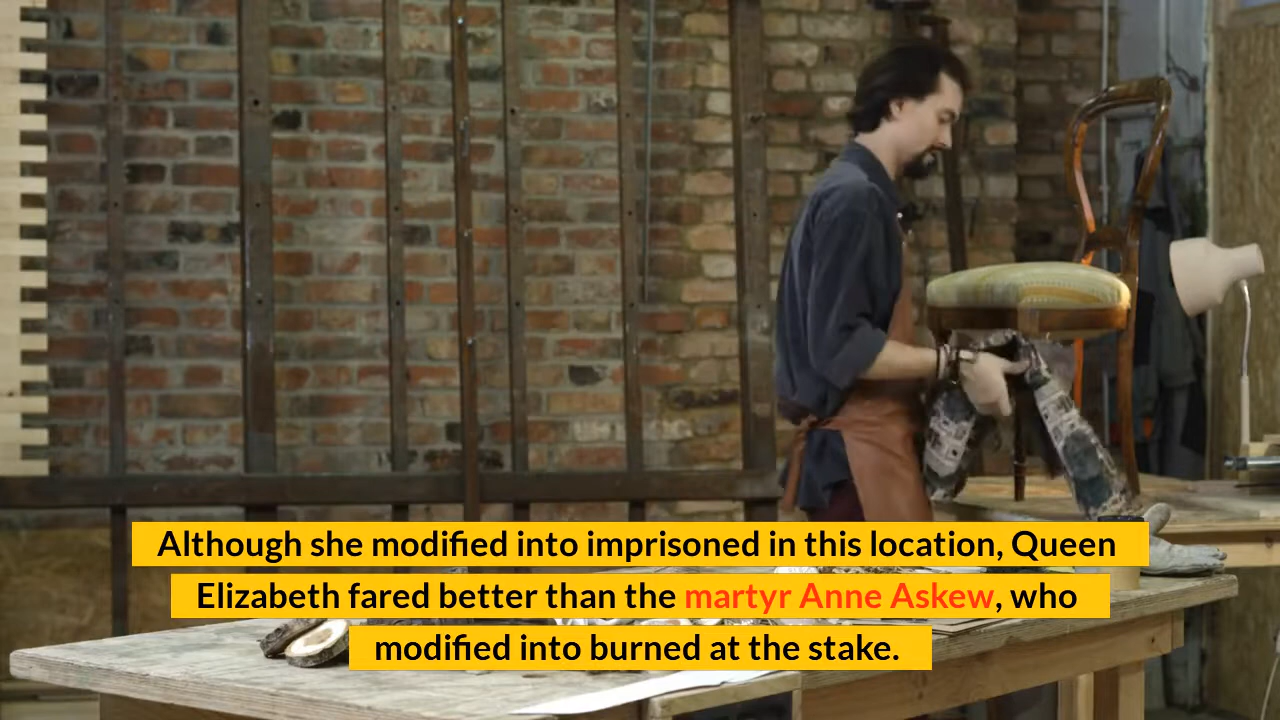 Although she modified into imprisoned in this location, Queen
Elizabeth fared better than the martyr Anne Askew, who
modified into burned at the stake.